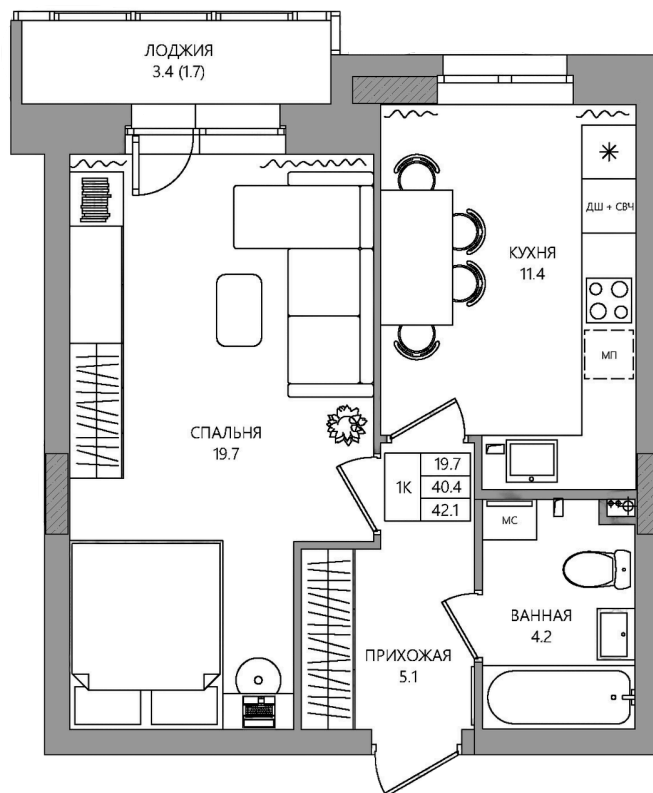 ЛОДЖИЯ
3.4 (1.7)
ДШ + СВЧ
КУХНЯ
11.4
МП
СПАЛЬНЯ
19.7
1К
19.7
40.4
42.1
МС
ВАННАЯ
4.2
ПРИХОЖАЯ
5.1